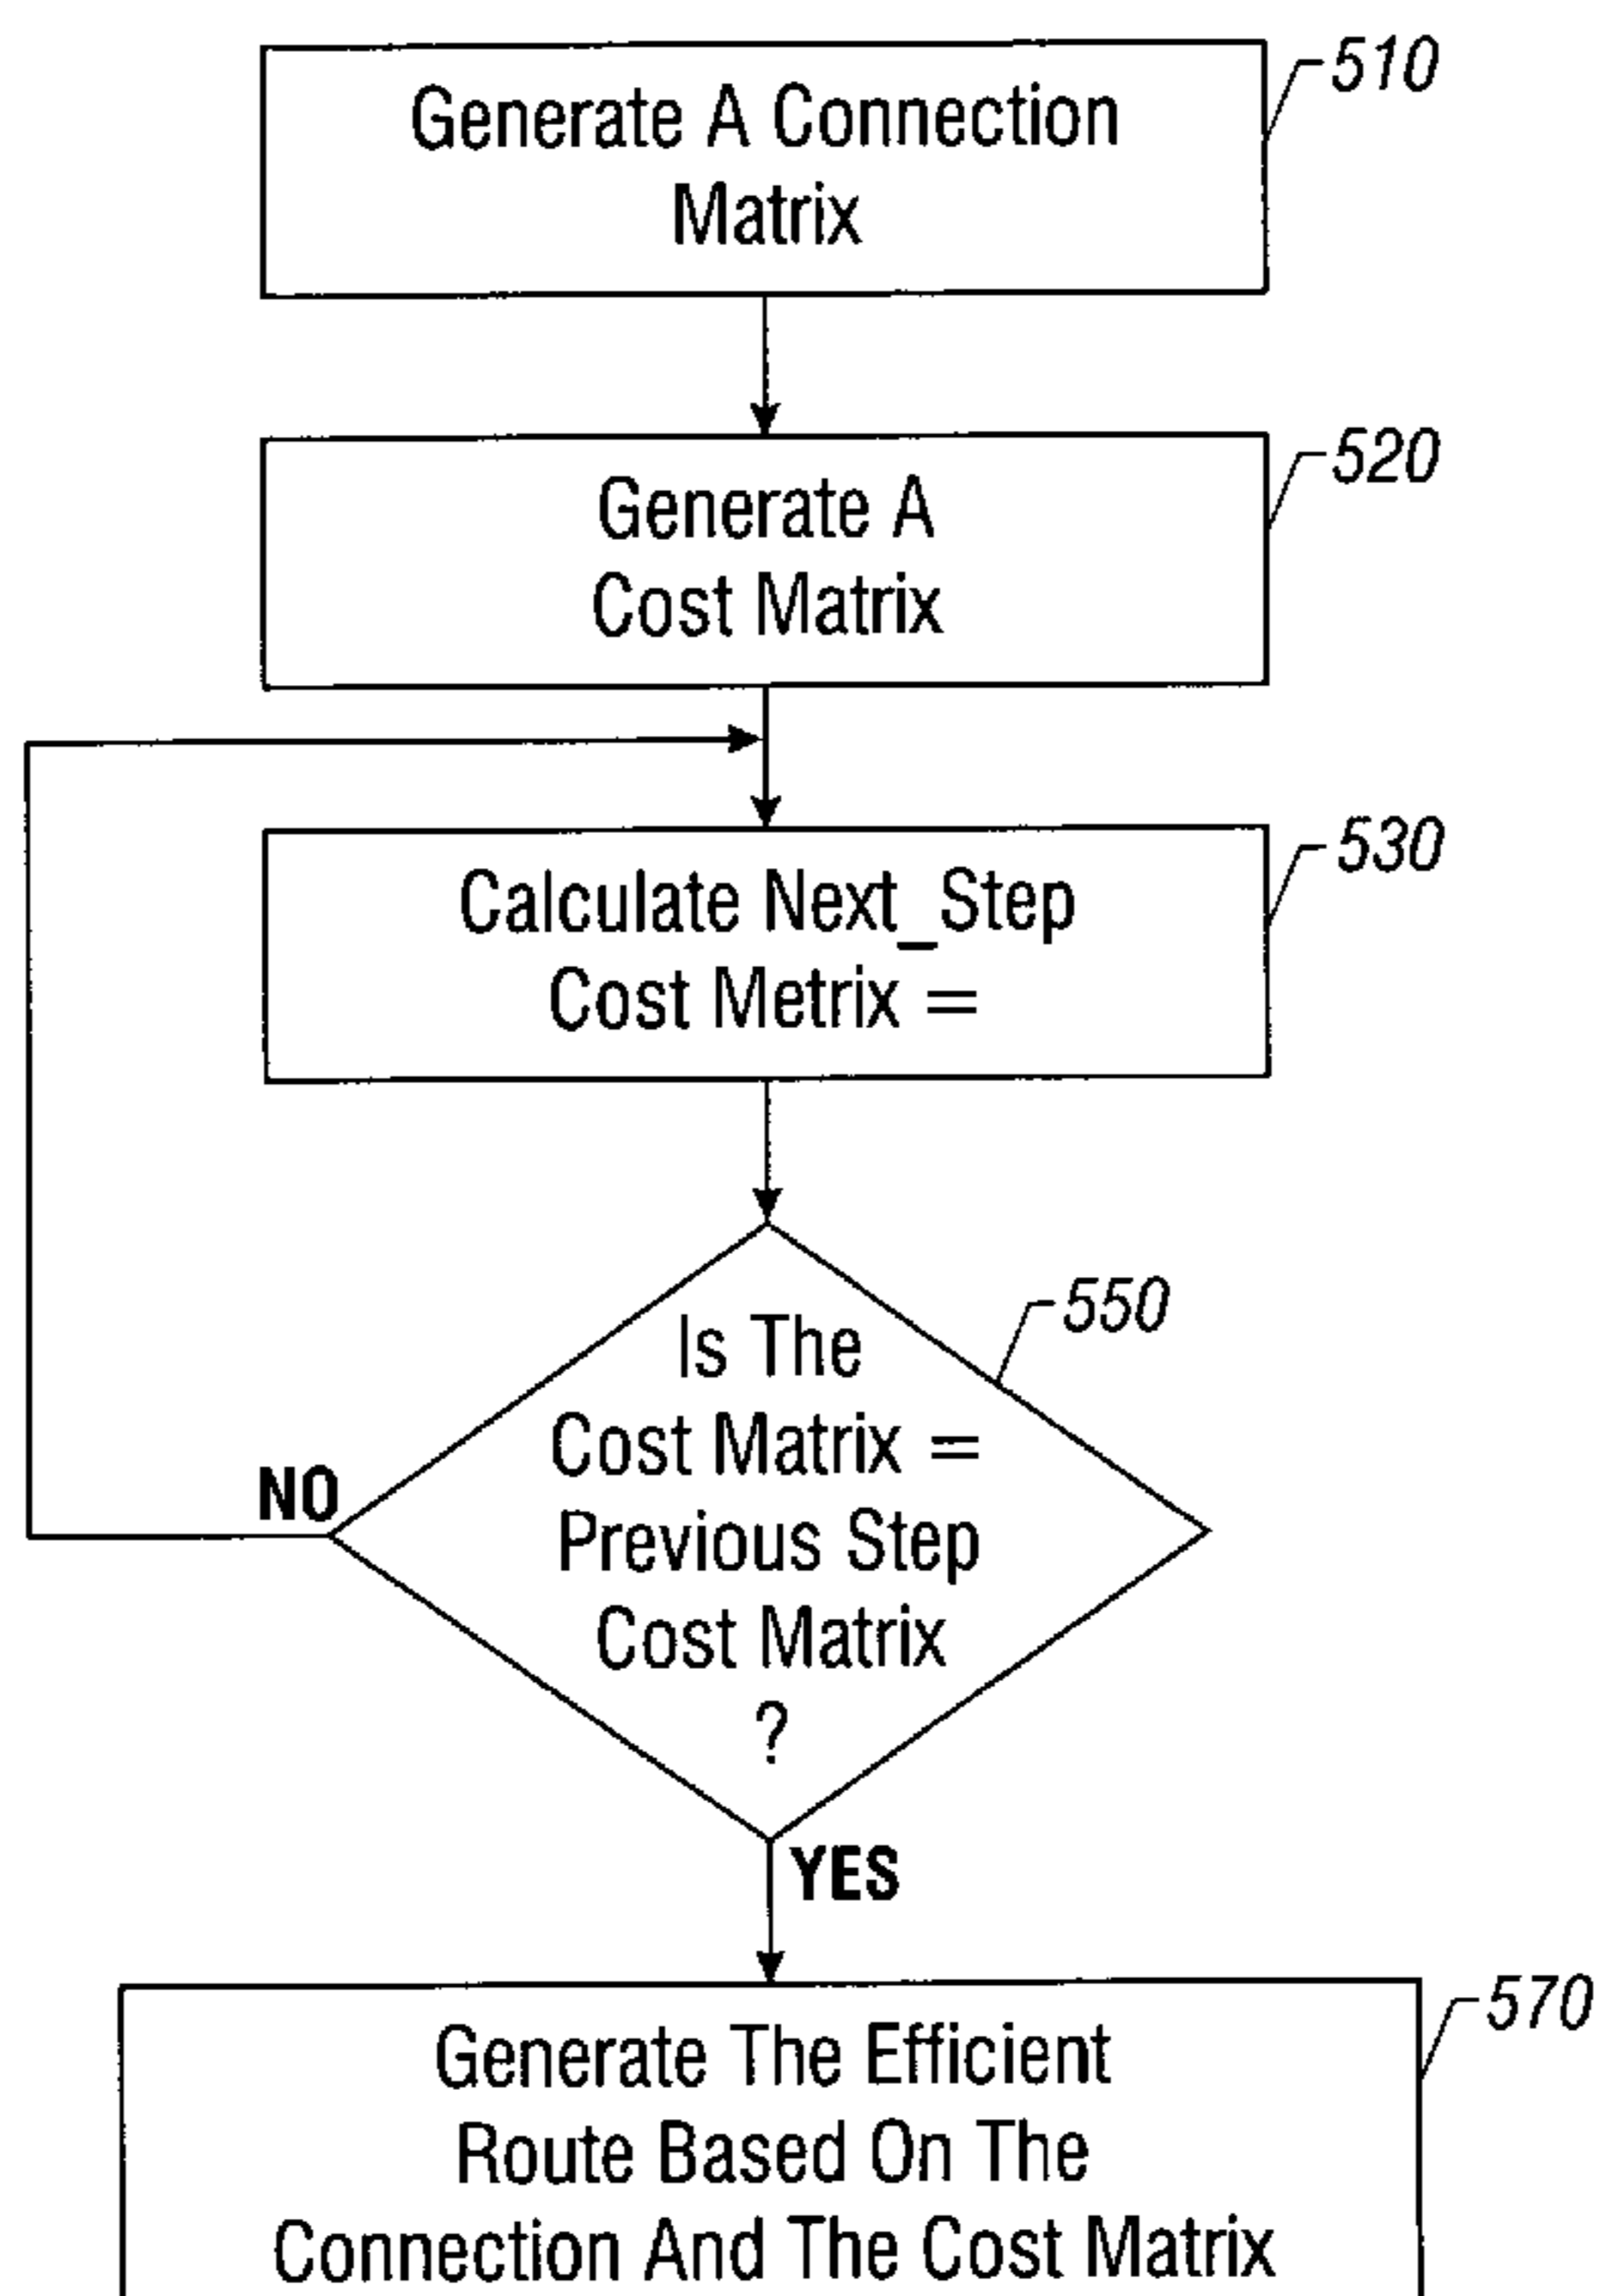 510
Generate A Connection
Matrix
520
Generate A
Cost Matrix
530
Calculate Next_Step
Cost Metrix =
550
Is The
Cost Matrix =
Previous Step
Cost Matrix
?
NO
YES
570
Generate The Efficient
Route Based On The
Connection And The Cost Matrix